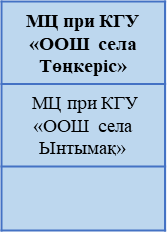 МЦ при КГУ
«ООШ села
Төңкеріс»
МЦ при КГУ
«ООШ села
Ынтымақ»